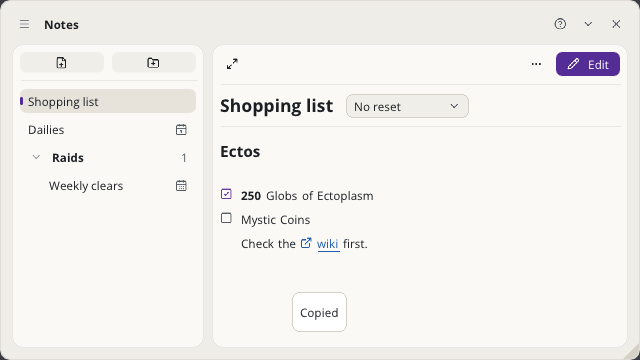 Notes
Edit
Shopping list
Dailies
Raids 1
Weekly clears
Shopping list No reset
Ectos
250 Globs of Ectoplasm
Mystic Coins
Check the wiki first.
Copied